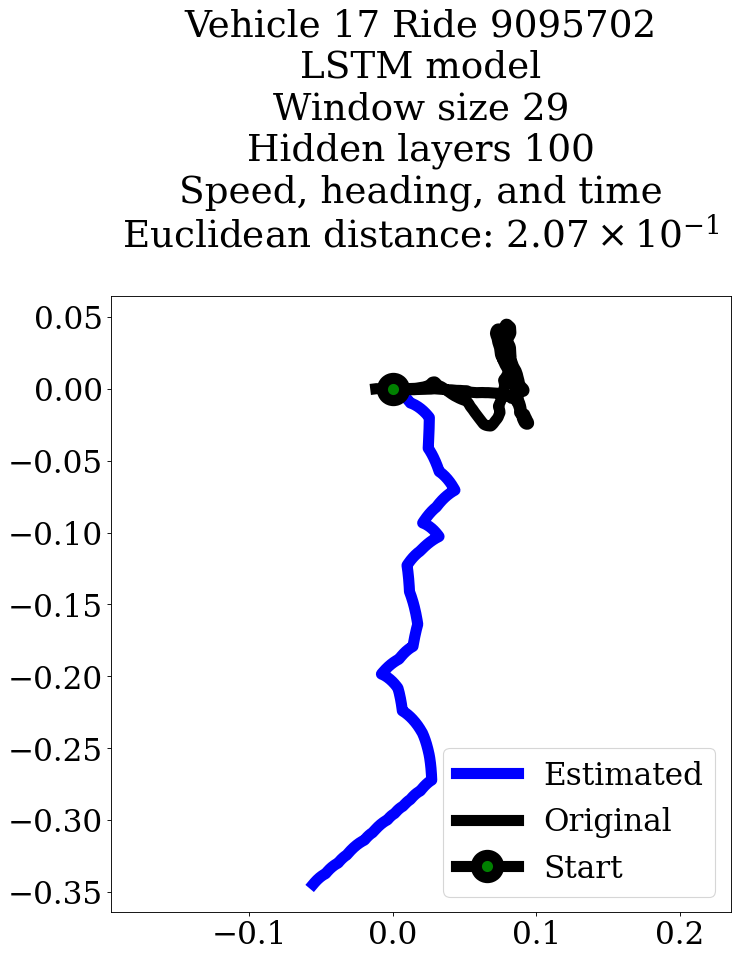 Vehicle 17 Ride 9095702
LSTM model
Window size 29
Hidden layers 100
Speed, heading, and time
Euclidean distance: 2.07 × 10⁻¹
0.05
0.00
−0.05
−0.10
−0.15
−0.20
−0.25
−0.30
−0.35
Estimated
Original
Start
−0.1 0.0 0.1 0.2